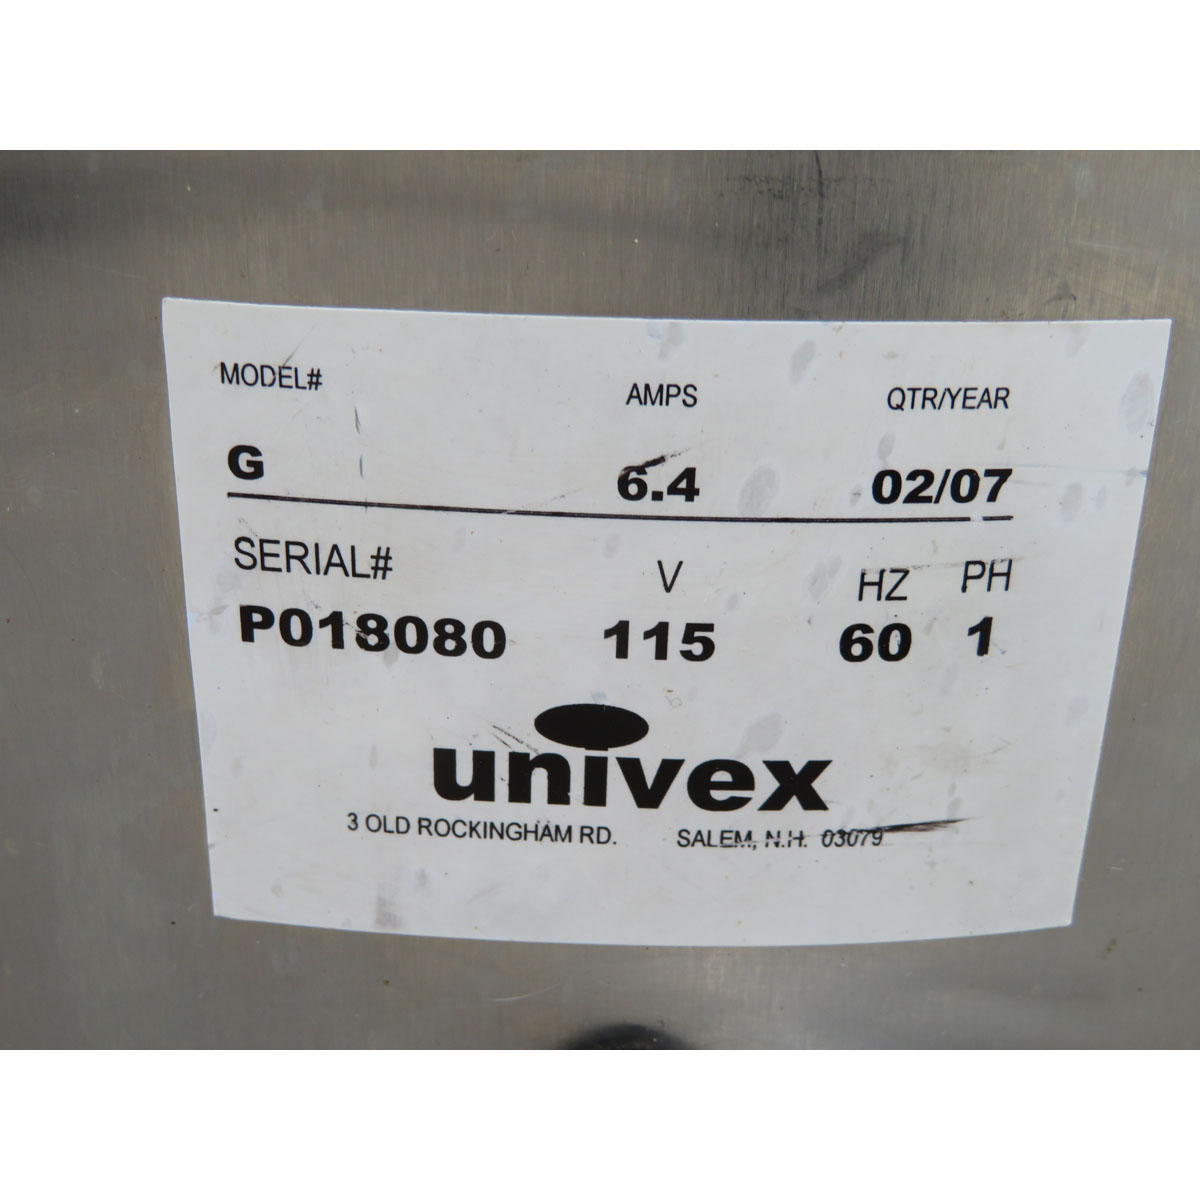 MODEL# AMPS QTR/YEAR
G 6.4 02/07
SERIAL# V HZ PH
P018080 115 60 1
univex
3 OLD ROCKINGHAM RD. SALEM, N.H. 03079